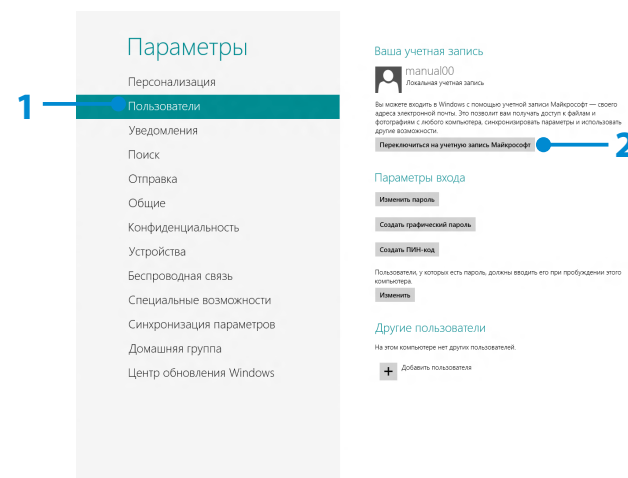 Параметры
Персонализация
1
Пользователи
Уведомления
Поиск
Отправка
Общие
Конфиденциальность
Устройства
Беспроводная связь
Специальные возможности
Синхронизация параметров
Домашняя группа
Центр обновления Windows
Ваша учетная запись
manual00
Локальная учетная запись
Вы можете входить в Windows с помощью учетной записи Майкрософт — своего
адреса электронной почты. Это позволит вам получать доступ к файлам и
фотографиям с любого компьютера, синхронизировать параметры и использовать
другие возможности.
Переключиться на учетную запись Майкрософт
2
Параметры входа
Изменить пароль
Создать графический пароль
Создать ПИН-код
Пользователи, у которых есть пароль, должны вводить его при пробуждении этого
компьютера.
Изменить
Другие пользователи
На этом компьютере нет других пользователей.
Добавить пользователя